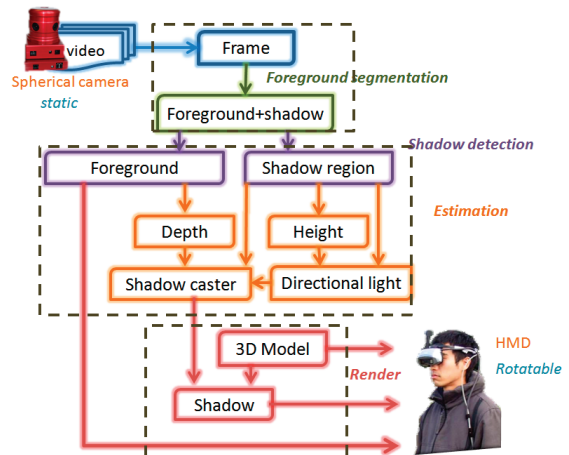 video
Frame
Spherical camera
static
Foreground segmentation
Foreground+shadow
Shadow detection
Foreground
Shadow region
Estimation
Depth
Height
Shadow caster
Directional light
3D Model
HMD
Render
Rotatable
Shadow